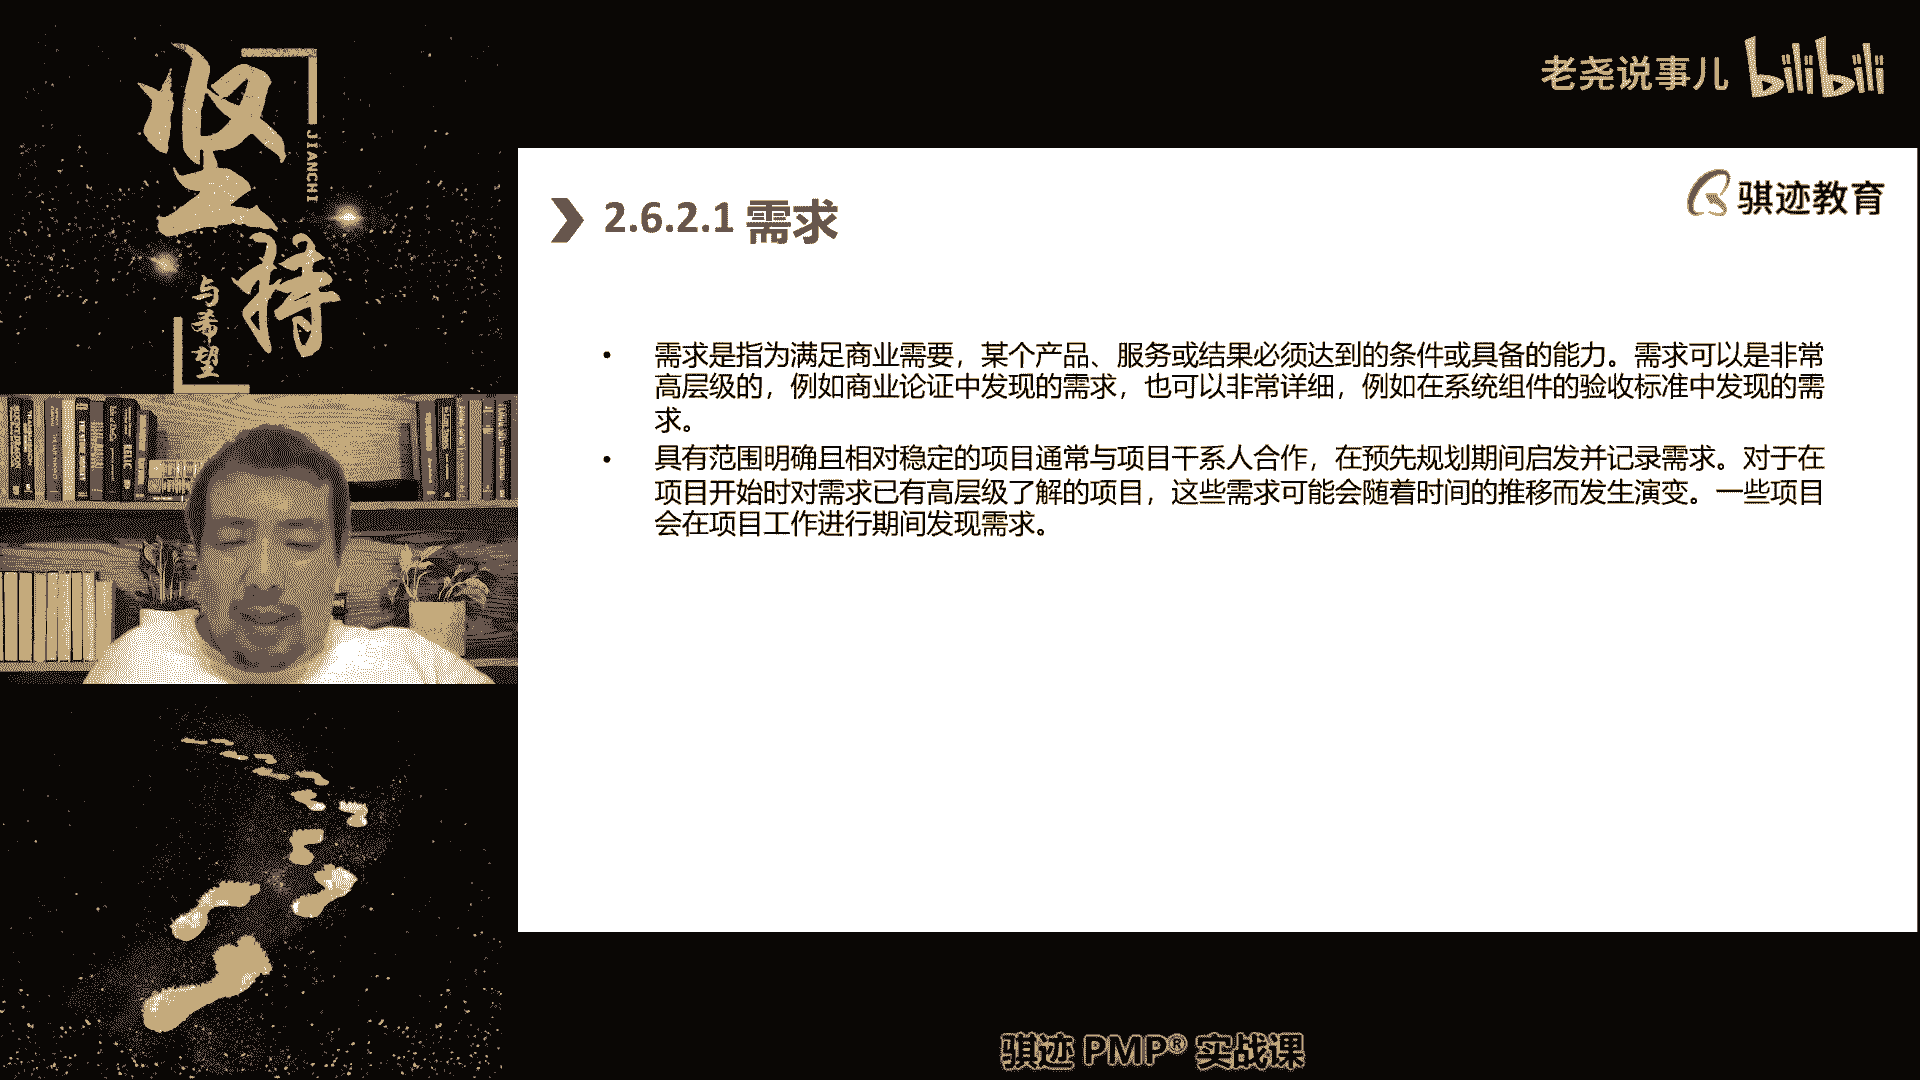 坚持
JIANCHI
与希望
老尧说事儿 bilibili
骐迹教育
2.6.2.1 需求
• 需求是指为满足商业需要，某个产品、服务或结果必须达到的条件或具备的能力。需求可以是非常
高层级的，例如商业论证中发现的需求，也可以非常详细，例如在系统组件的验收标准中发现的需
求。
• 具有范围明确且相对稳定的项目通常与项目干系人合作，在预先规划期间启发并记录需求。对于在
项目开始时对需求已有高层级了解的项目，这些需求可能会随着时间的推移而发生演变。一些项目
会在项目工作进行期间发现需求。
骐迹 PMP® 实战课